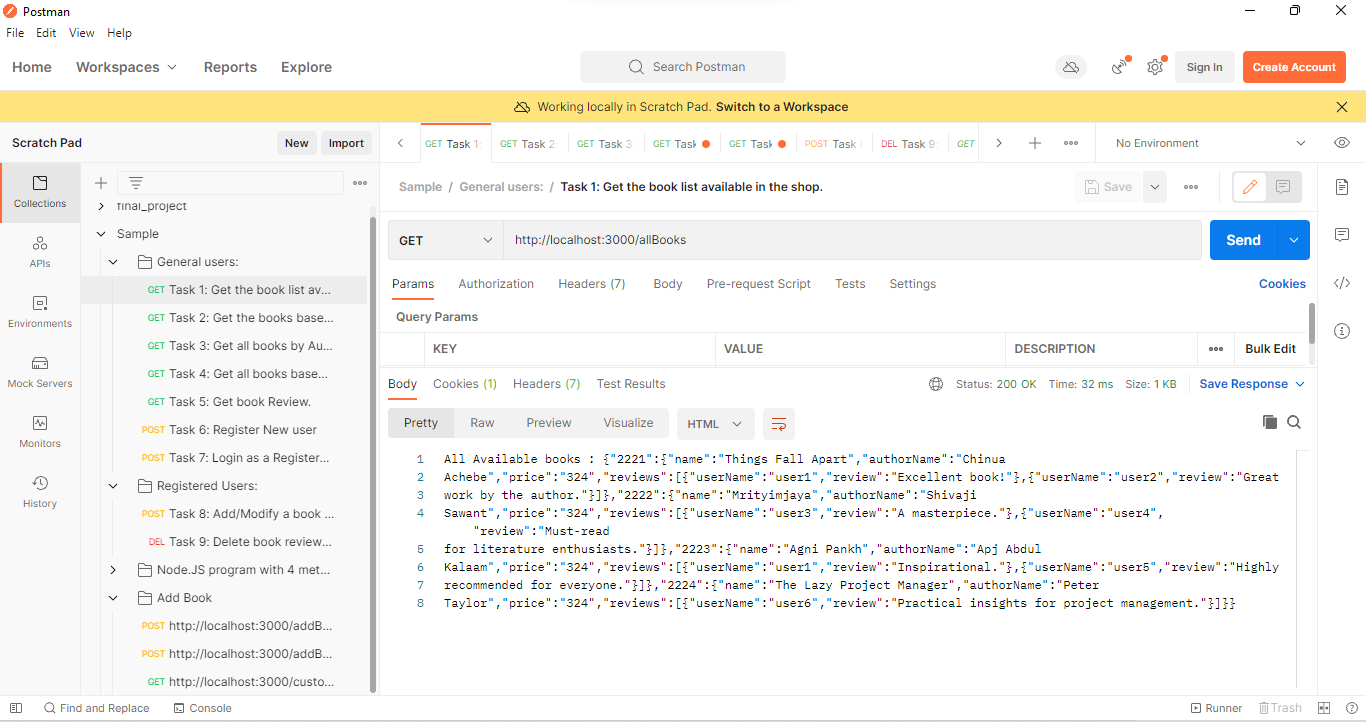 Postman
File Edit View Help
Home Workspaces Reports Explore Search Postman Sign In Create Account
Working locally in Scratch Pad. Switch to a Workspace
Scratch Pad New Import GET Task 1: GET Task 2: GET Task 3: GET Task GET Task POST Task DEL Task 9: GET No Environment
Sample / General users: / Task 1: Get the book list available in the shop. Save
Collections
APIs
Environments
Mock Servers
Monitors
History
final_project
Sample
General users:
GET Task 1: Get the book list av...
GET Task 2: Get the books base...
GET Task 3: Get all books by Au...
GET Task 4: Get all books base...
GET Task 5: Get book Review.
POST Task 6: Register New user
POST Task 7: Login as a Register...
Registered Users:
POST Task 8: Add/Modify a book ...
DEL Task 9: Delete book review...
Node.JS program with 4 met...
Add Book
POST http://localhost:3000/addB...
POST http://localhost:3000/addB...
GET http://localhost:3000/custo...
GET http://localhost:3000/allBooks Send
Params Authorization Headers (7) Body Pre-request Script Tests Settings Cookies
Query Params
KEY VALUE DESCRIPTION Bulk Edit
Body Cookies (1) Headers (7) Test Results Status: 200 OK Time: 32 ms Size: 1 KB Save Response
Pretty Raw Preview Visualize HTML
1 All Available books : {"2221":{"name":"Things Fall Apart","authorName":"Chinua
2 Achebe","price":"324","reviews":[{"userName":"user1","review":"Excellent book!"},{"userName":"user2","review":"Great
3 work by the author."}]},"2222":{"name":"Mrityimjaya","authorName":"Shivaji
4 Sawant","price":"324","reviews":[{"userName":"user3","review":"A masterpiece."},{"userName":"user4",
"review":"Must-read
5 for literature enthusiasts."}]},"2223":{"name":"Agni Pankh","authorName":"Apj Abdul
6 Kalaam","price":"324","reviews":[{"userName":"user1","review":"Inspirational."},{"userName":"user5","review":"Highly
7 recommended for everyone."}]},"2224":{"name":"The Lazy Project Manager","authorName":"Peter
8 Taylor","price":"324","reviews":[{"userName":"user6","review":"Practical insights for project management."}]}}
Find and Replace Console Runner Trash